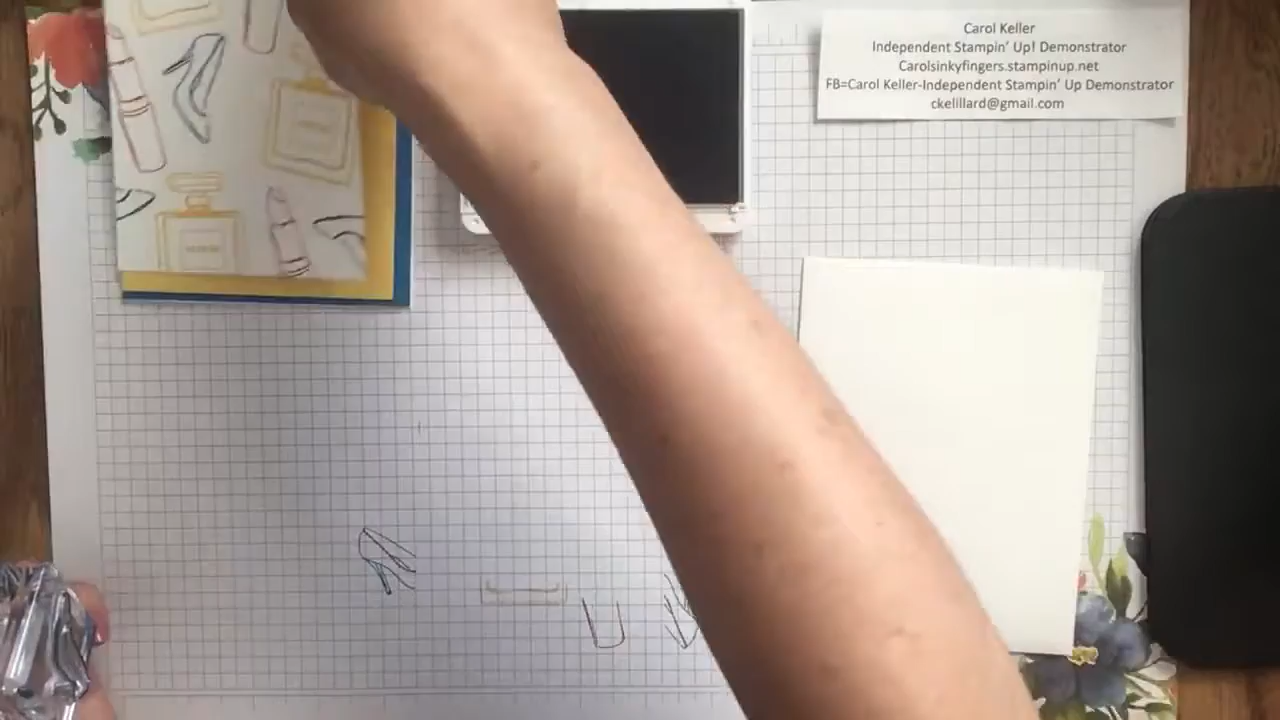 Carol Keller
Independent Stampin' Up! Demonstrator
Carolsinkyfingers.stampinup.net
FB=Carol Keller-Independent Stampin' Up Demonstrator
ckelillard@gmail.com